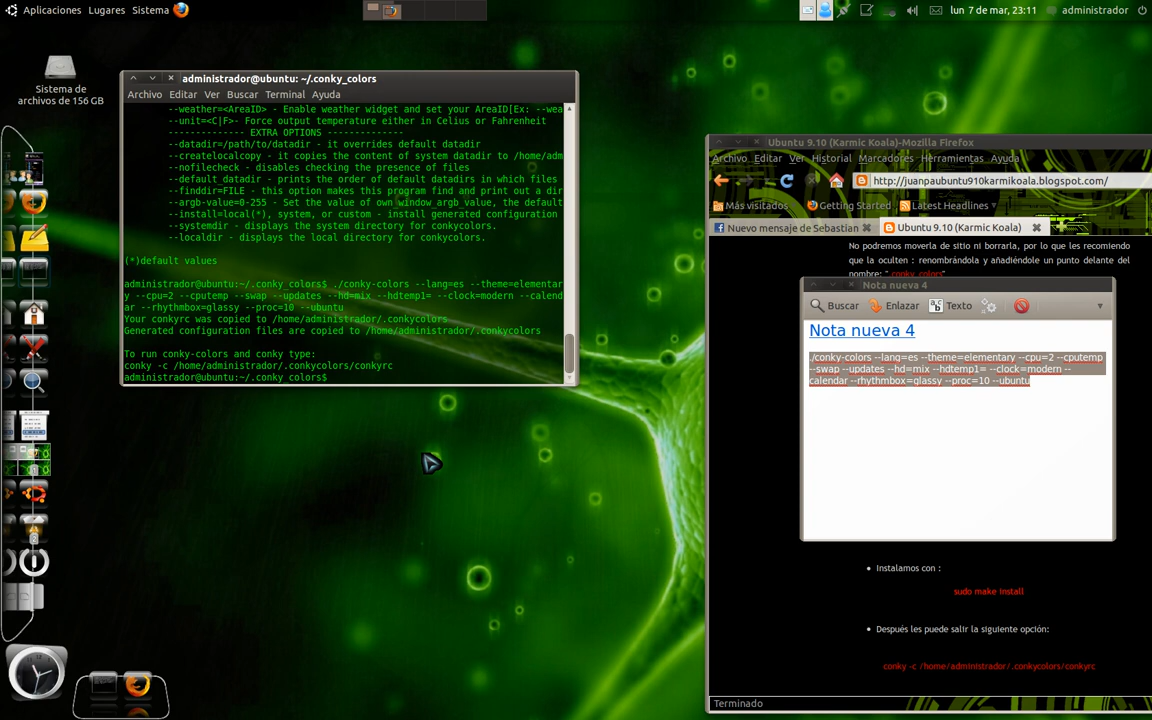 Aplicaciones Lugares Sistema
lun 7 de mar, 23:11 administrador
Sistema de
archivos de 156 GB
administrador@ubuntu: ~/.conky_colors
Archivo Editar Ver Buscar Terminal Ayuda
--weather=<AreaID> - Enable weather widget and set your AreaID[Ex: --wea
--unit=<C|F>- Force output temperature either in Celius or Fahrenheit
-------------- EXTRA OPTIONS --------------
--datadir=/path/to/datadir - it overrides default datadir
--createlocalcopy - it copies the content of system datadir to /home/adm
--nofilecheck - disables checking the presence of files
--default_datadir - prints the order of default datadirs in which files
--finddir=FILE - this option makes this program find and print out a dir
--argb-value=0-255 - Set the value of own_window_argb_value, the default
--install=local(*), system, or custom - install generated configuration
--systemdir - displays the system directory for conkycolors.
--localdir - displays the local directory for conkycolors.
(*)default values
administrador@ubuntu:~/.conky_colors$ ./conky-colors --lang=es --theme=elementar
y --cpu=2 --cputemp --swap --updates --hd=mix --hdtemp1= --clock=modern --calend
ar --rhythmbox=glassy --proc=10 --ubuntu
Your conkyrc was copied to /home/administrador/.conkycolors
Generated configuration files are copied to /home/administrador/.conkycolors
To run conky-colors and conky type:
conky -c /home/administrador/.conkycolors/conkyrc
administrador@ubuntu:~/.conky_colors$
Ubuntu 9.10 (Karmic Koala)-Mozilla Firefox
Archivo Editar Ver Historial Marcadores Herramientas Ayuda
http://juanpaubuntu910karmikoala.blogspot.com/
Más visitados Getting Started Latest Headlines
Nuevo mensaje de Sebastian Ubuntu 9.10 (Karmic Koala)
No podremos moverla de sitio ni borrarla, por lo que les recomiendo
que la oculten : renombrándola y añadiéndole un punto delante del
nombre: ".conky_colors"
Nota nueva 4
Buscar Enlazar Texto
Nota nueva 4
./conky-colors --lang=es --theme=elementary --cpu=2 --cputemp
--swap --updates --hd=mix --hdtemp1= --clock=modern --
calendar --rhythmbox=glassy --proc=10 --ubuntu
Instalamos con :
sudo make install
Después les puede salir la siguiente opción:
conky -c /home/administrador/.conkycolors/conkyrc
Terminado